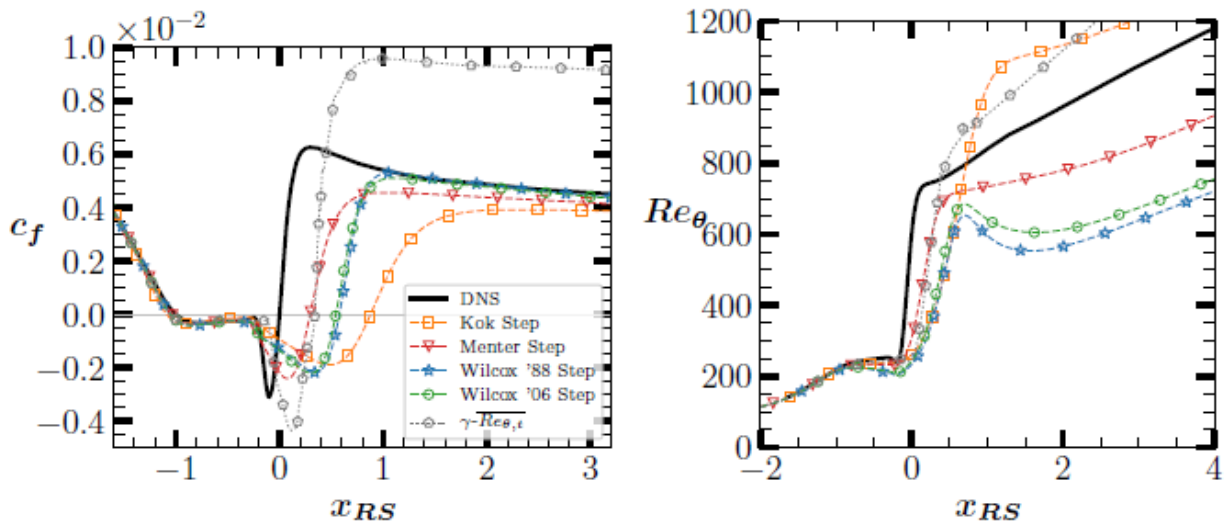 ×10⁻²
1.0
0.8
0.6
0.4
0.2
0.0
−0.2
−0.4
c_f
−1
0
1
2
3
x_RS
DNS
Kok Step
Menter Step
Wilcox '88 Step
Wilcox '06 Step
γ-Re_θ,t
1200
1000
800
600
400
200
0
Re_θ
−2
0
2
4
x_RS